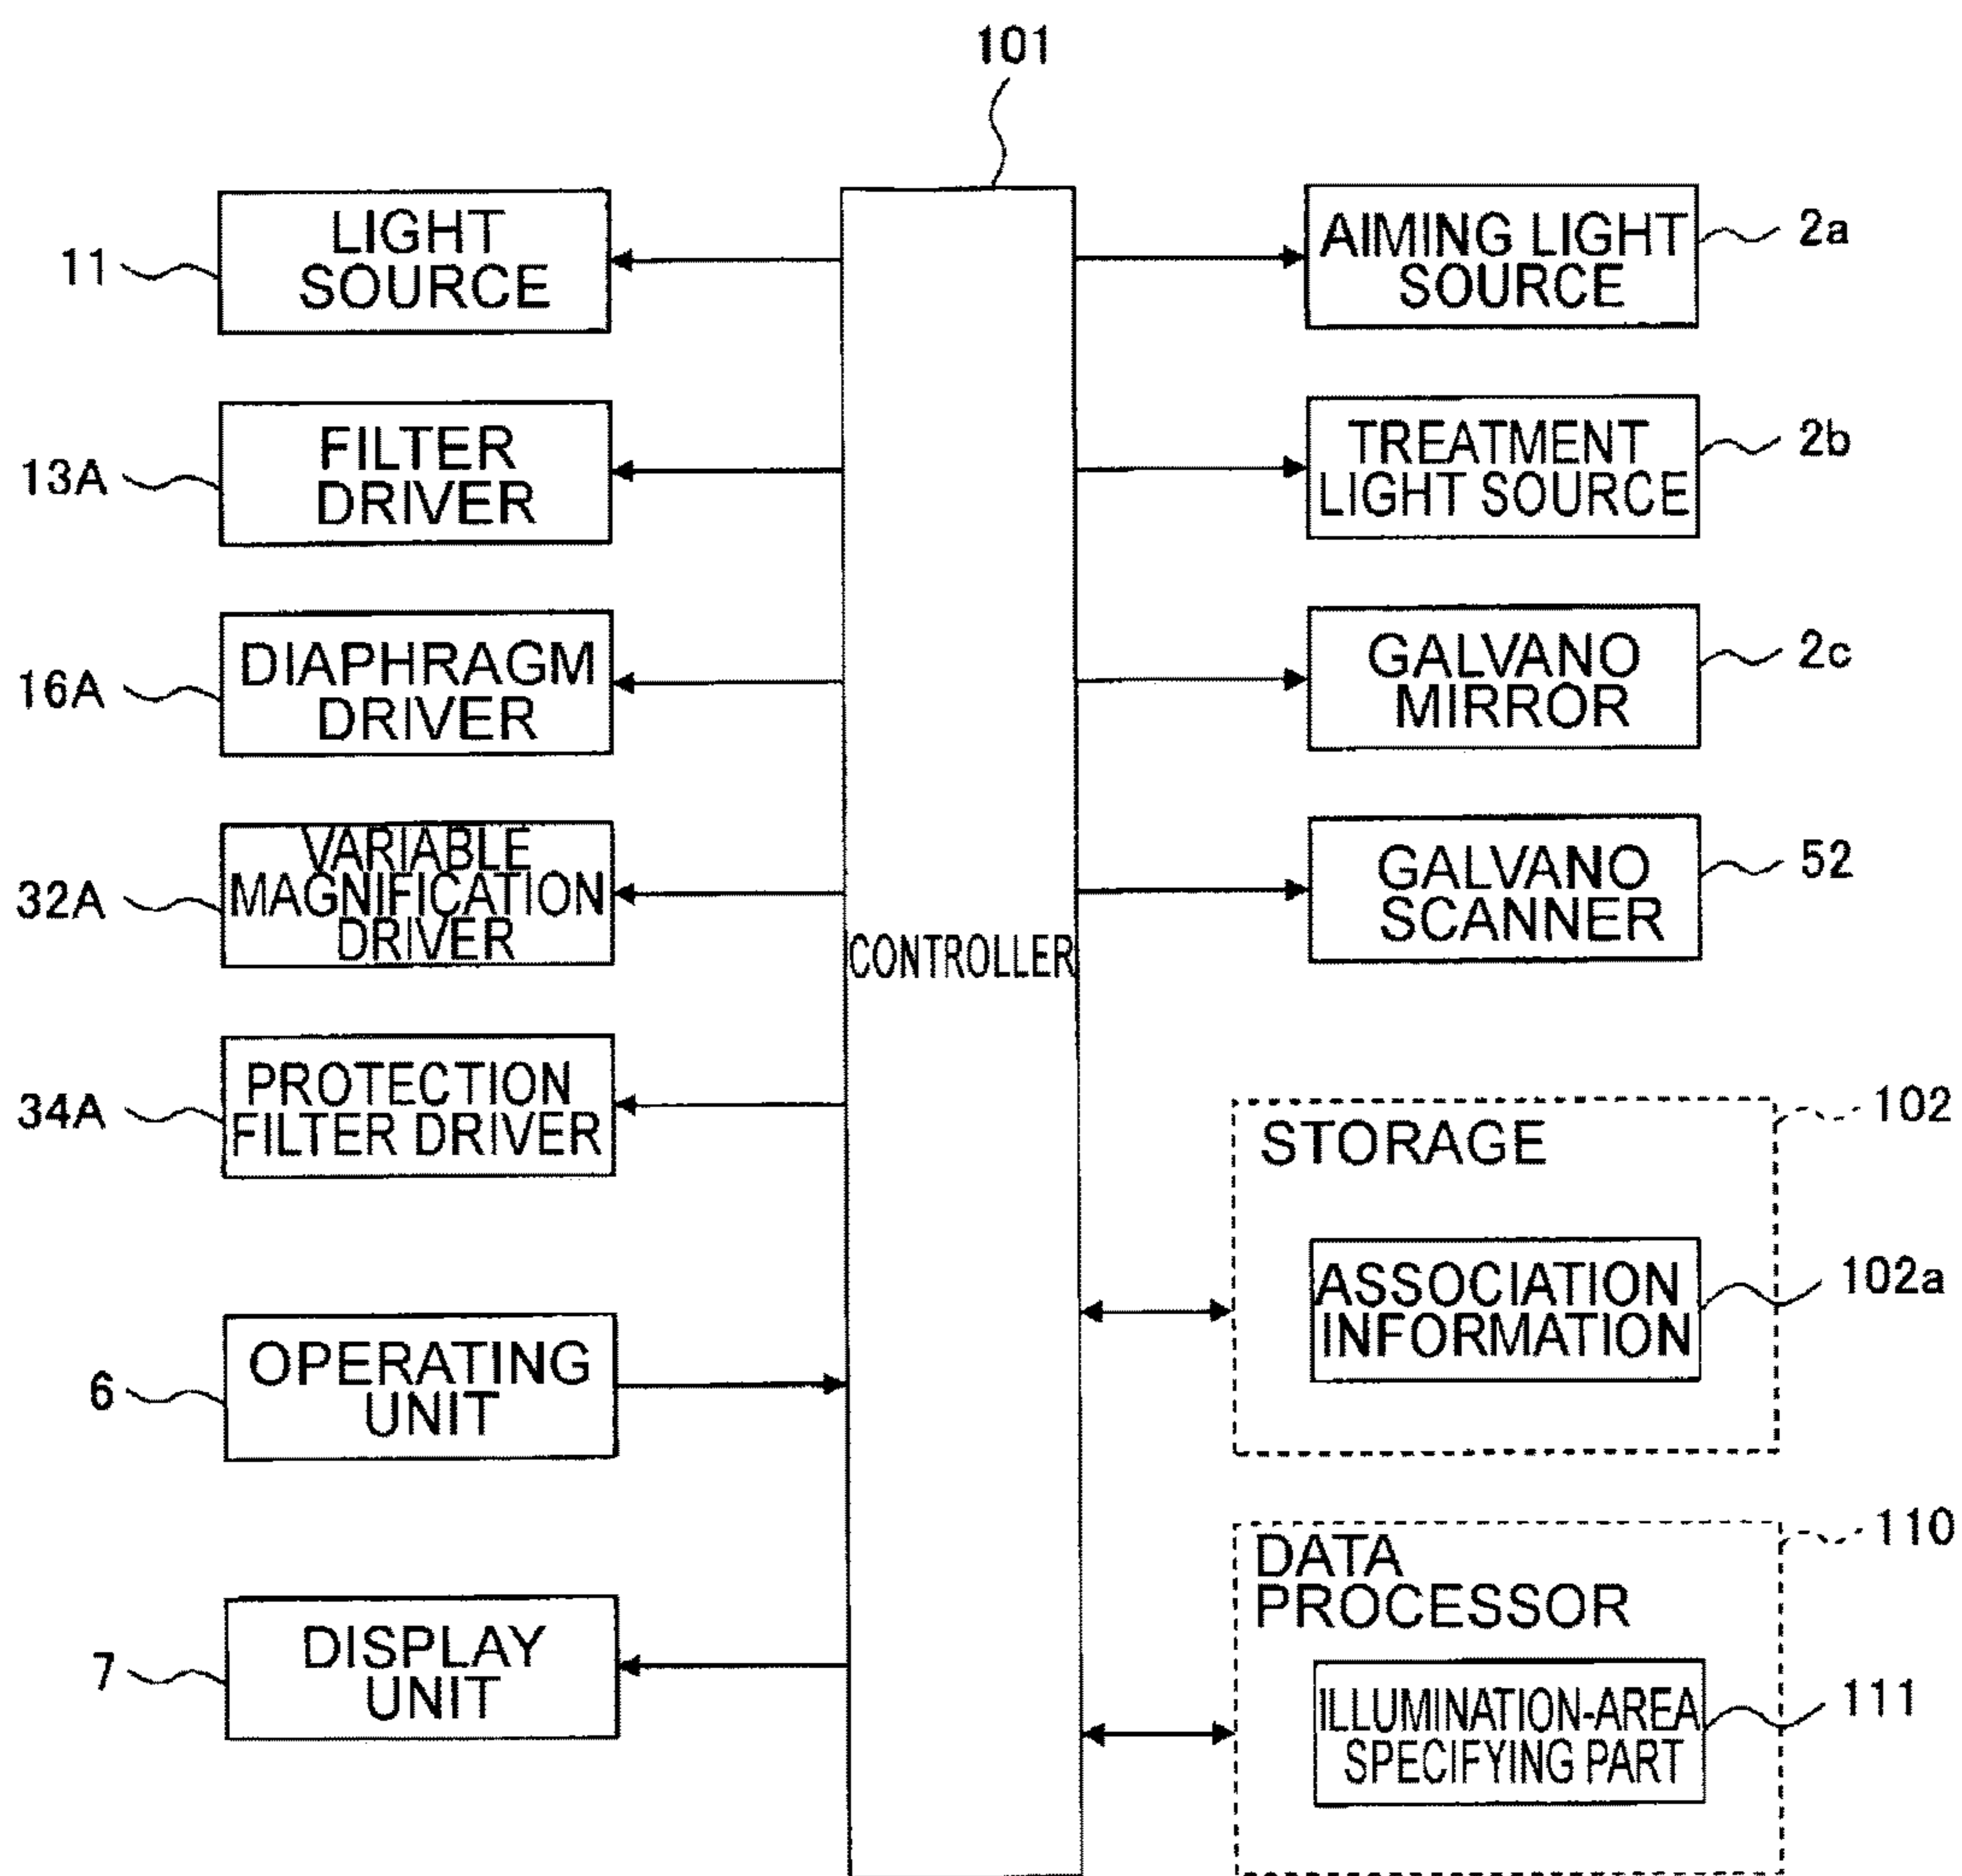 101
LIGHT
SOURCE
11
FILTER
DRIVER
13A
DIAPHRAGM
DRIVER
16A
VARIABLE
MAGNIFICATION
DRIVER
32A
PROTECTION
FILTER DRIVER
34A
OPERATING
UNIT
6
DISPLAY
UNIT
7
CONTROLLER
AIMING LIGHT
SOURCE
2a
TREATMENT
LIGHT SOURCE
2b
GALVANO
MIRROR
2c
GALVANO
SCANNER
52
STORAGE
102
ASSOCIATION
INFORMATION
102a
DATA
PROCESSOR
110
ILLUMINATION-AREA
SPECIFYING PART
111